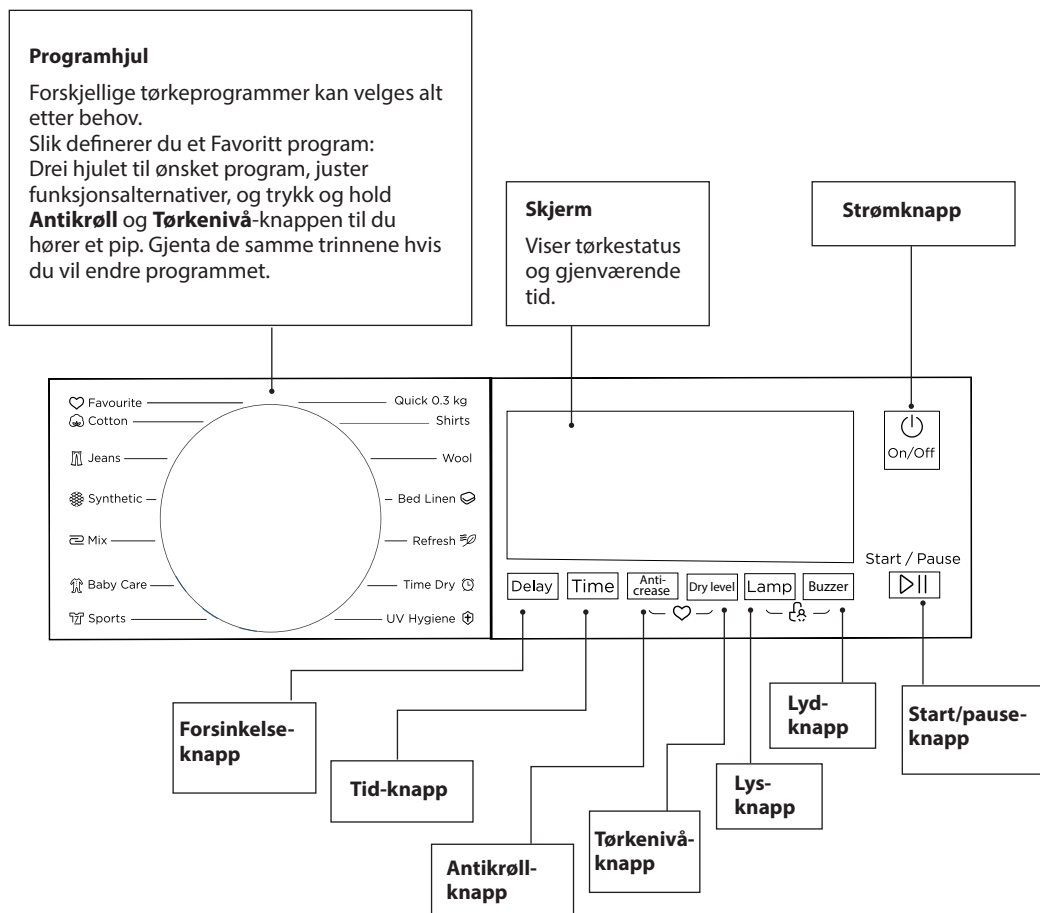 Programhjul
Forskjellige tørkeprogrammer kan velges alt
etter behov.
Slik definerer du et Favoritt program:
Drei hjulet til ønsket program, juster
funksjonsalternativer, og trykk og hold
Antikrøll og Tørkenivå-knappen til du
hører et pip. Gjenta de samme trinnene hvis
du vil endre programmet.
Skjerm
Viser tørkestatus
og gjenværende
tid.
Strømknapp
Favourite
Cotton
Jeans
Synthetic
Mix
Baby Care
Sports
Quick 0.3 kg
Shirts
Wool
Bed Linen
Refresh
Time Dry
UV Hygiene
On/Off
Start / Pause
Delay
Time
Anti-
crease
Dry level
Lamp
Buzzer
Forsinkelse-
knapp
Tid-knapp
Antikrøll-
knapp
Tørkenivå-
knapp
Lys-
knapp
Lyd-
knapp
Start/pause-
knapp